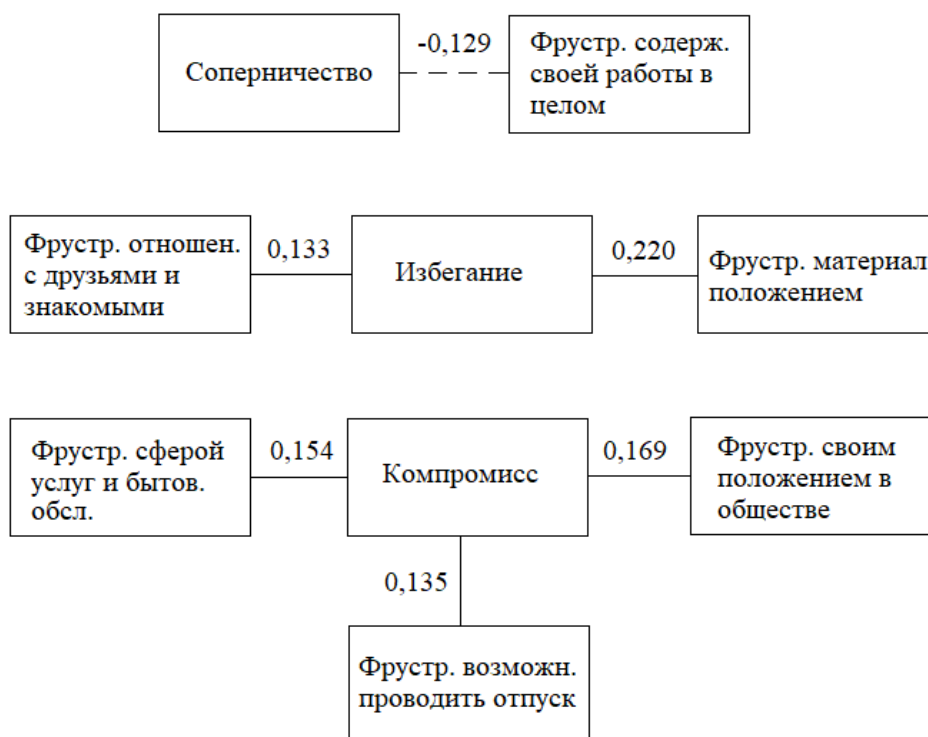 Соперничество
-0,129
Фрустр. содерж.
своей работы в
целом
Фрустр. отношен.
с друзьями и
знакомыми
0,133
Избегание
0,220
Фрустр. материал
положением
Фрустр. сферой
услуг и бытов.
обсл.
0,154
Компромисс
0,169
Фрустр. своим
положением в
обществе
0,135
Фрустр. возможн.
проводить отпуск